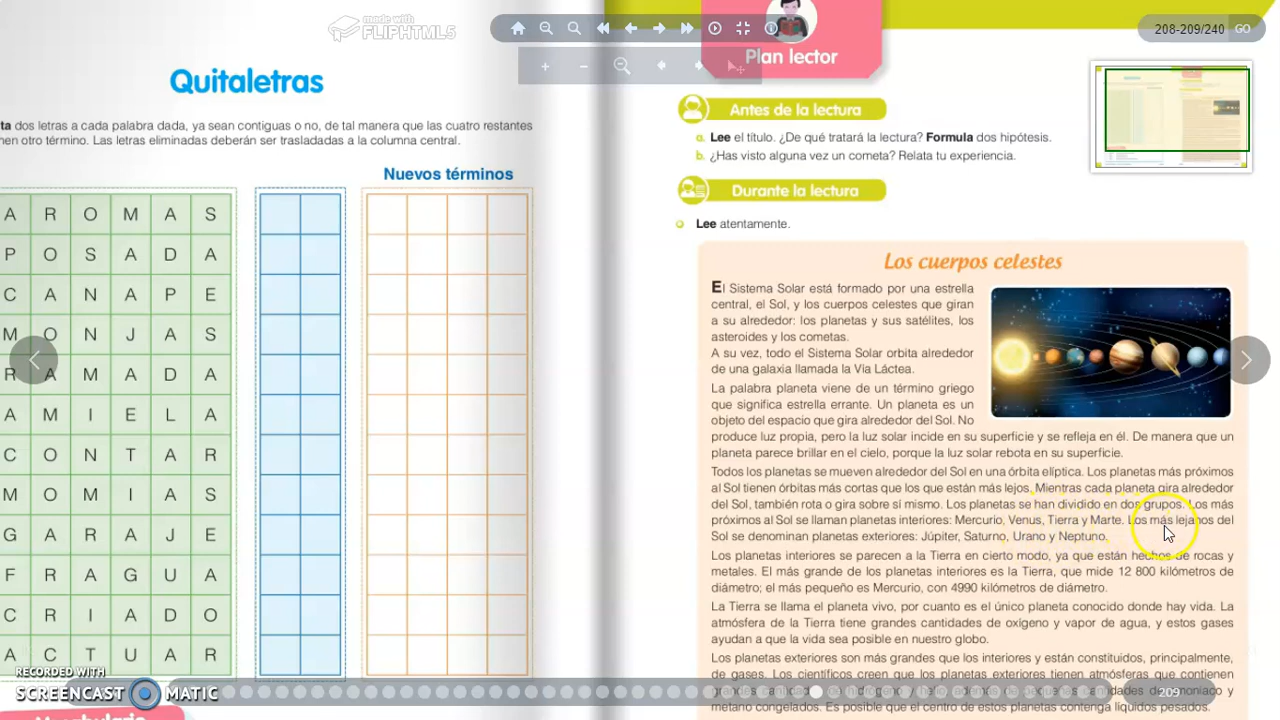 made with
FLIPHTML5
208-209/240 GO
Quitaletras
ta dos letras a cada palabra dada, ya sean contiguas o no, de tal manera que las cuatro restantes
en otro término. Las letras eliminadas deberán ser trasladadas a la columna central.
Nuevos términos
A R O M A S
P O S A D A
C A N A P E
M O N J A S
R A M A D A
A M I E L A
C O N T A R
M O M I A S
G A R A J E
F R A G U A
C R I A D O
A C T U A R
RECORDED WITH
SCREENCAST MATIC
Vocabulario
Plan lector
Antes de la lectura
a. Lee el título. ¿De qué tratará la lectura? Formula dos hipótesis.
b. ¿Has visto alguna vez un cometa? Relata tu experiencia.
Durante la lectura
Lee atentamente.
Los cuerpos celestes
El Sistema Solar está formado por una estrella
central, el Sol, y los cuerpos celestes que giran
a su alrededor: los planetas y sus satélites, los
asteroides y los cometas.
A su vez, todo el Sistema Solar orbita alrededor
de una galaxia llamada la Vía Láctea.
La palabra planeta viene de un término griego
que significa estrella errante. Un planeta es un
objeto del espacio que gira alrededor del Sol. No
produce luz propia, pero la luz solar incide en su superficie y se refleja en él. De manera que un
planeta parece brillar en el cielo, porque la luz solar rebota en su superficie.
Todos los planetas se mueven alrededor del Sol en una órbita elíptica. Los planetas más próximos
al Sol tienen órbitas más cortas que los que están más lejos. Mientras cada planeta gira alrededor
del Sol, también rota o gira sobre sí mismo. Los planetas se han dividido en dos grupos. Los más
próximos al Sol se llaman planetas interiores: Mercurio, Venus, Tierra y Marte. Los más lejanos del
Sol se denominan planetas exteriores: Júpiter, Saturno, Urano y Neptuno.
Los planetas interiores se parecen a la Tierra en cierto modo, ya que están hechos de rocas y
metales. El más grande de los planetas interiores es la Tierra, que mide 12 800 kilómetros de
diámetro; el más pequeño es Mercurio, con 4990 kilómetros de diámetro.
La Tierra se llama el planeta vivo, por cuanto es el único planeta conocido donde hay vida. La
atmósfera de la Tierra tiene grandes cantidades de oxígeno y vapor de agua, y estos gases
ayudan a que la vida sea posible en nuestro globo.
Los planetas exteriores son más grandes que los interiores y están constituidos, principalmente,
de gases. Los científicos creen que los planetas exteriores tienen atmósferas que contienen
grandes cantidades de hidrógeno y helio, además de pequeñas cantidades de amoniaco y
metano congelados. Es posible que el centro de estos planetas contenga líquidos pesados.
209